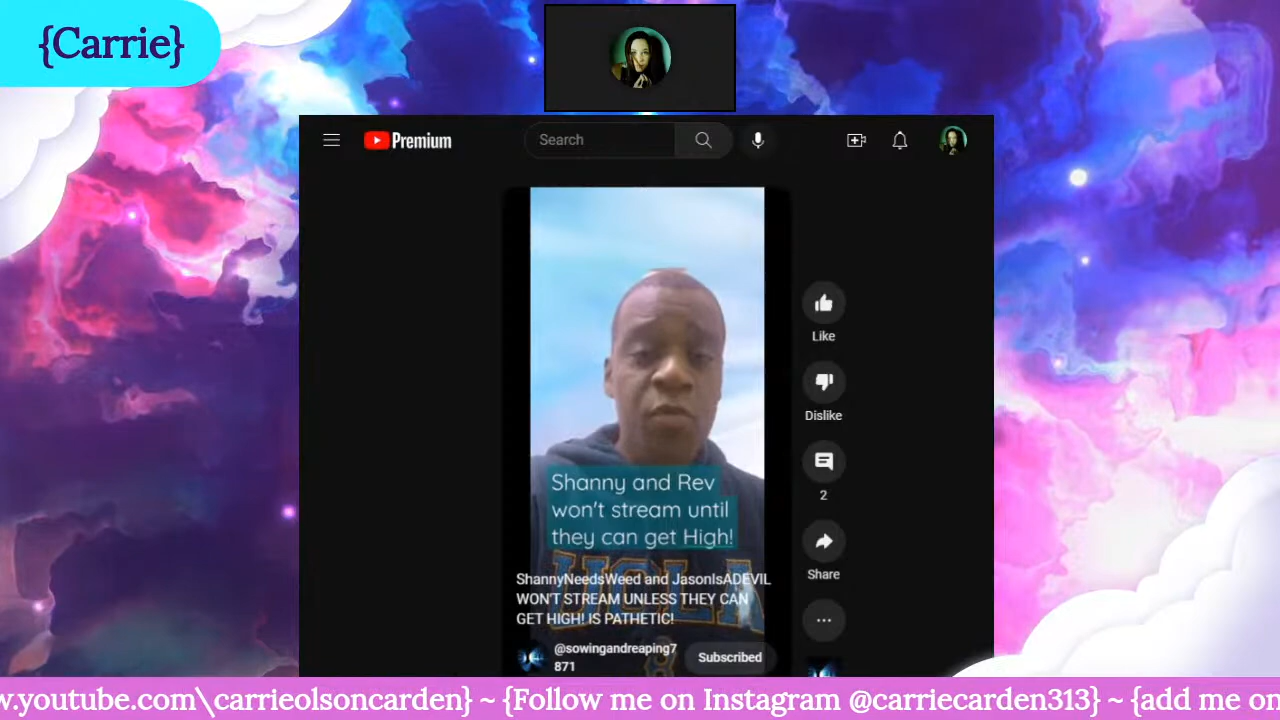 {Carrie}
Premium
Search
Like
Dislike
2
Share
Shanny and Rev
won't stream until
they can get High!
UCLA
ShannyNeedsWeed and JasonIsADEVIL
WON'T STREAM UNLESS THEY CAN
GET HIGH! IS PATHETIC!
@sowingandreaping7
871
Subscribed
w.youtube.com\carrieolsoncarden} ~ {Follow me on Instagram @carriecarden313} ~ {add me on